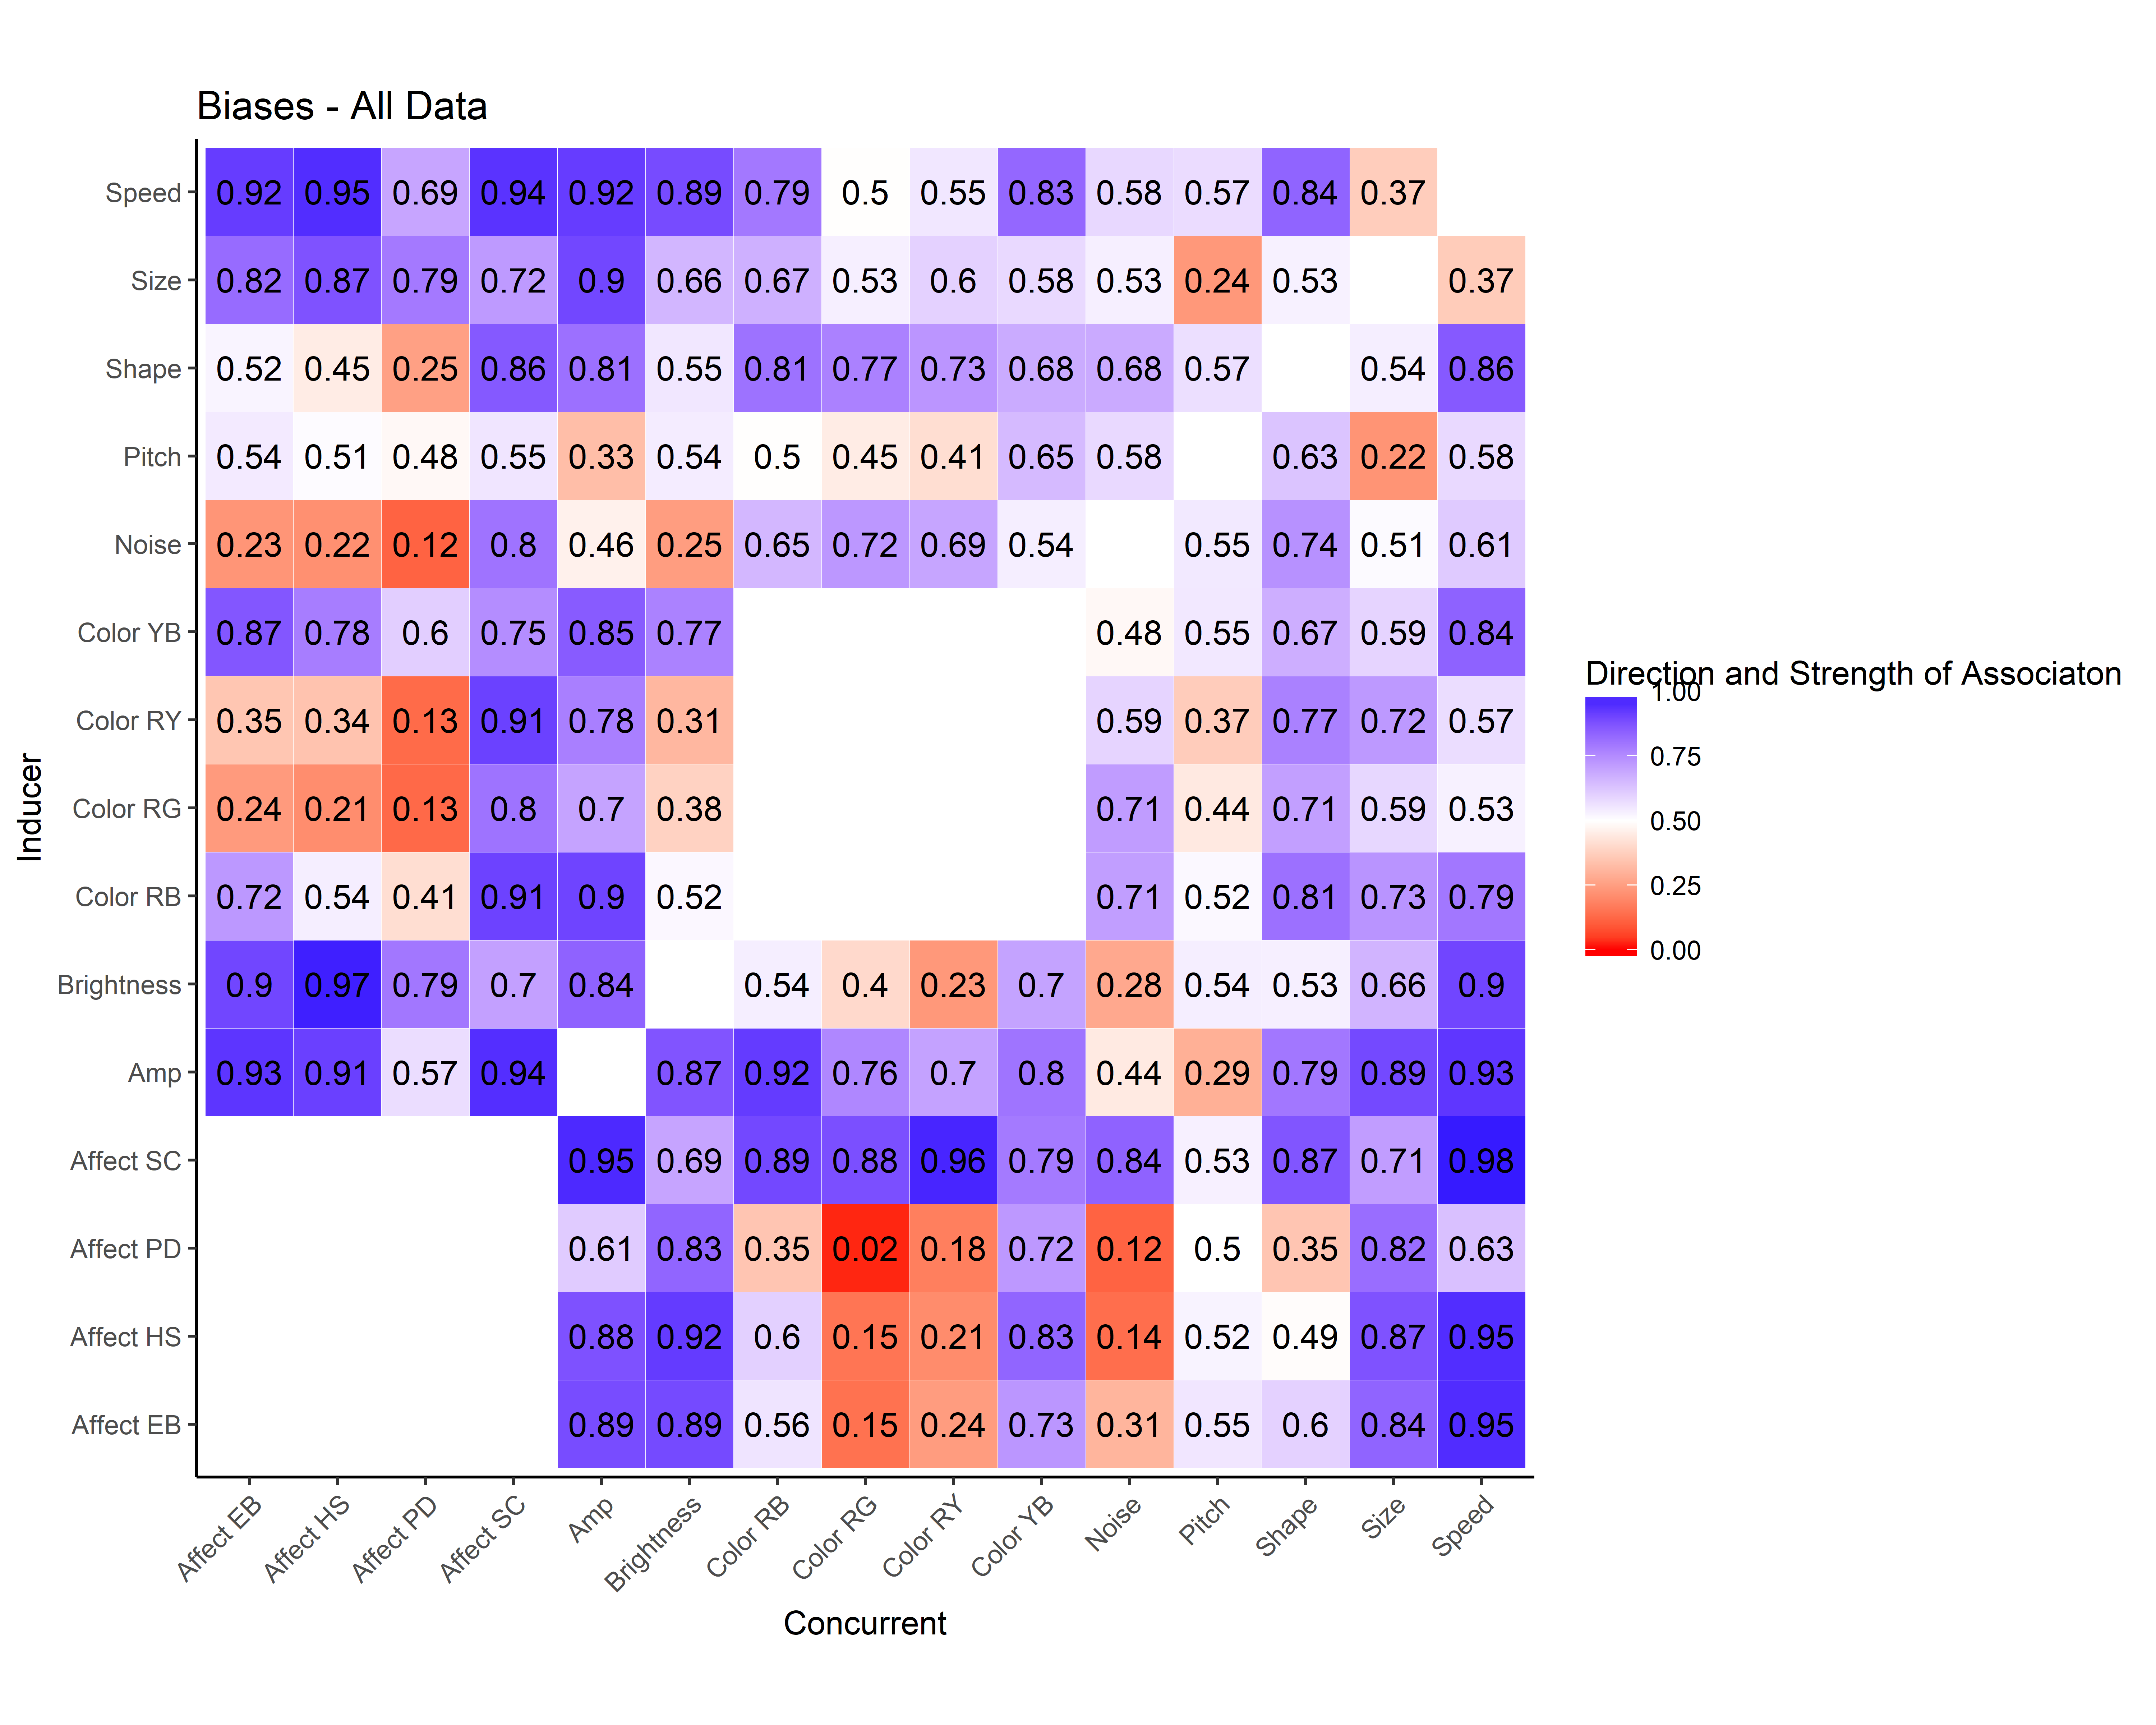 Biases - All Data
Speed 0.92 0.95 0.69 0.94 0.92 0.89 0.79 0.5 0.55 0.83 0.58 0.57 0.84 0.37
Size 0.82 0.87 0.79 0.72 0.9 0.66 0.67 0.53 0.6 0.58 0.53 0.24 0.53 0.37
Shape 0.52 0.45 0.25 0.86 0.81 0.55 0.81 0.77 0.73 0.68 0.68 0.57 0.54 0.86
Pitch 0.54 0.51 0.48 0.55 0.33 0.54 0.5 0.45 0.41 0.65 0.58 0.63 0.22 0.58
Noise 0.23 0.22 0.12 0.8 0.46 0.25 0.65 0.72 0.69 0.54 0.55 0.74 0.51 0.61
Color YB 0.87 0.78 0.6 0.75 0.85 0.77 0.48 0.55 0.67 0.59 0.84
Color RY 0.35 0.34 0.13 0.91 0.78 0.31 0.59 0.37 0.77 0.72 0.57
Color RG 0.24 0.21 0.13 0.8 0.7 0.38 0.71 0.44 0.71 0.59 0.53
Color RB 0.72 0.54 0.41 0.91 0.9 0.52 0.71 0.52 0.81 0.73 0.79
Brightness 0.9 0.97 0.79 0.7 0.84 0.54 0.4 0.23 0.7 0.28 0.54 0.53 0.66 0.9
Amp 0.93 0.91 0.57 0.94 0.87 0.92 0.76 0.7 0.8 0.44 0.29 0.79 0.89 0.93
Affect SC 0.95 0.69 0.89 0.88 0.96 0.79 0.84 0.53 0.87 0.71 0.98
Affect PD 0.61 0.83 0.35 0.02 0.18 0.72 0.12 0.5 0.35 0.82 0.63
Affect HS 0.88 0.92 0.6 0.15 0.21 0.83 0.14 0.52 0.49 0.87 0.95
Affect EB 0.89 0.89 0.56 0.15 0.24 0.73 0.31 0.55 0.6 0.84 0.95
Affect EB Affect HS Affect PD Affect SC Amp Brightness Color RB Color RG Color RY Color YB Noise Pitch Shape Size Speed
Concurrent
Inducer
Direction and Strength of Associaton
1.00
0.75
0.50
0.25
0.00